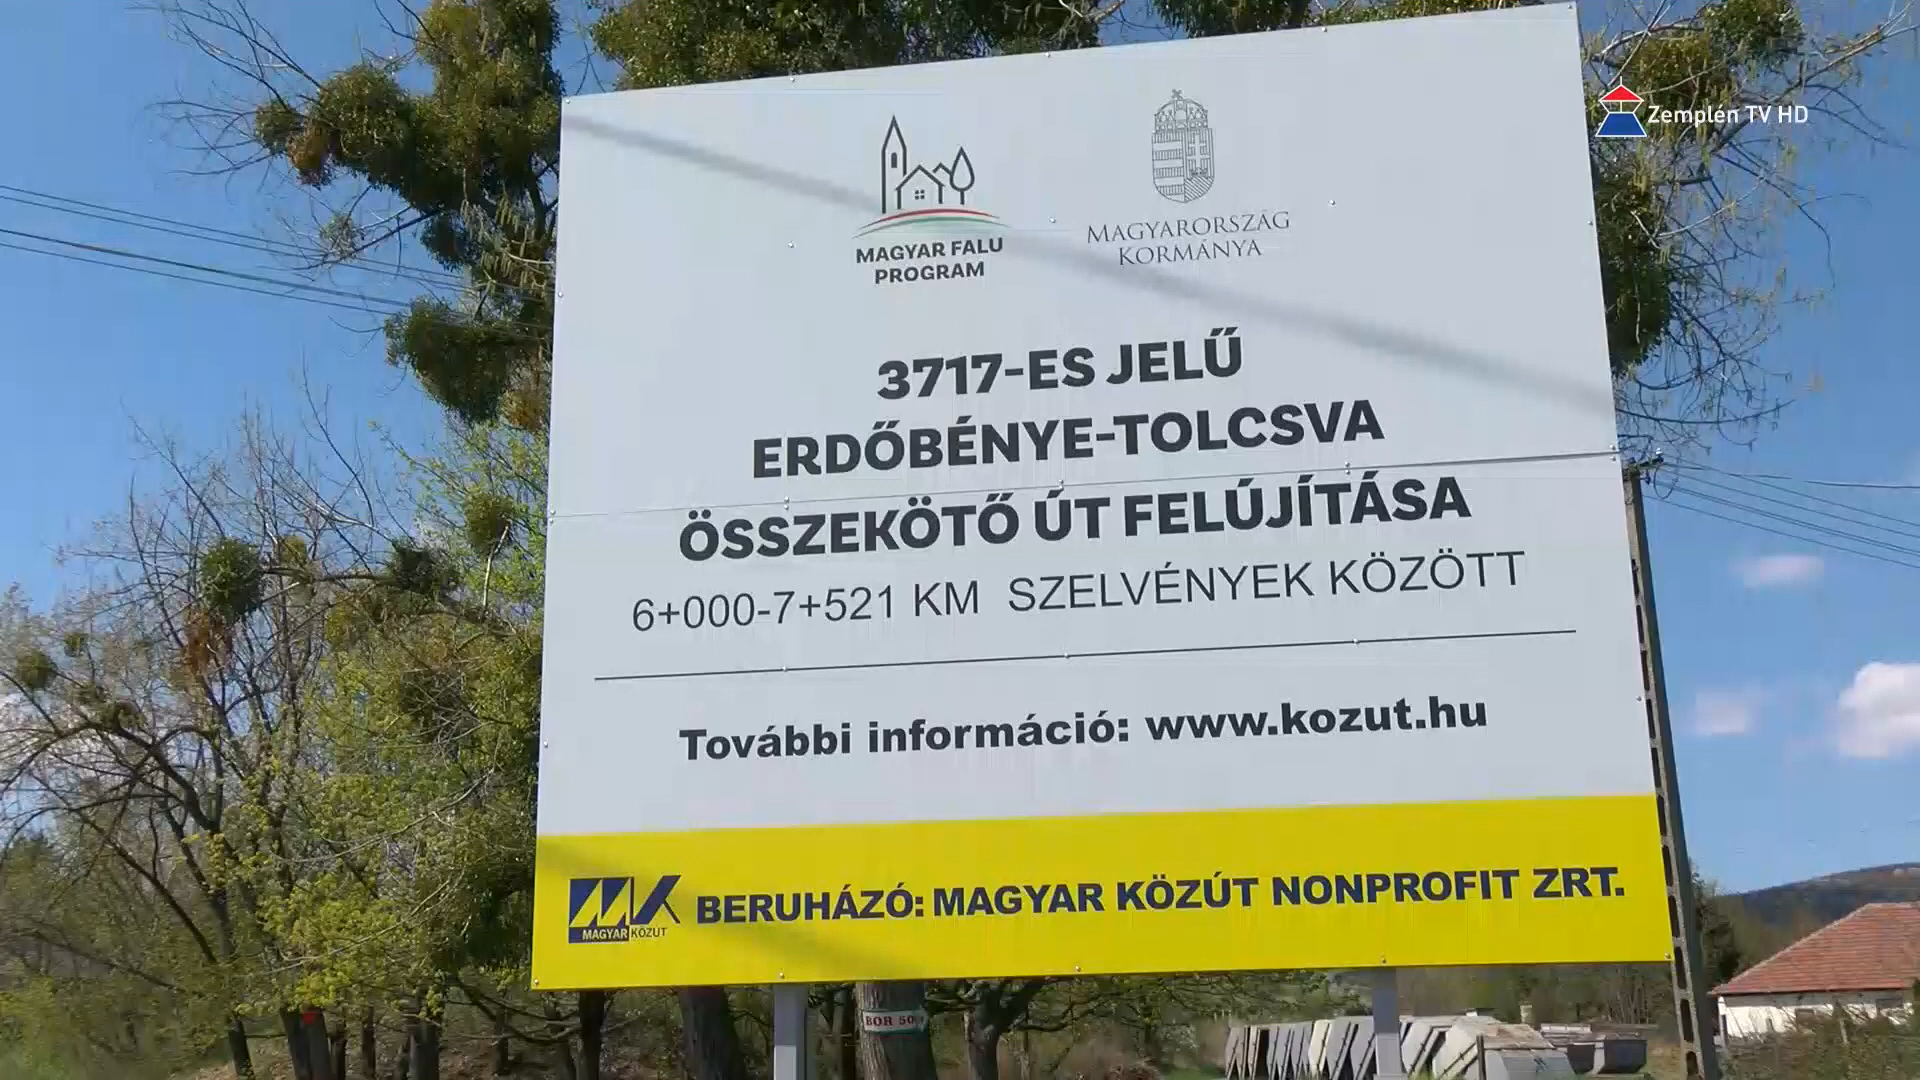 Zemplén TV HD
MAGYAR FALU
PROGRAM
MAGYARORSZÁG
KORMÁNYA
3717-ES JELŰ
ERDŐBÉNYE-TOLCSVA
ÖSSZEKÖTŐ ÚT FELÚJÍTÁSA
6+000-7+521 KM SZELVÉNYEK KÖZÖTT
További információ: www.kozut.hu
MAGYAR KÖZÚT
BERUHÁZÓ: MAGYAR KÖZÚT NONPROFIT ZRT.
BOR 50